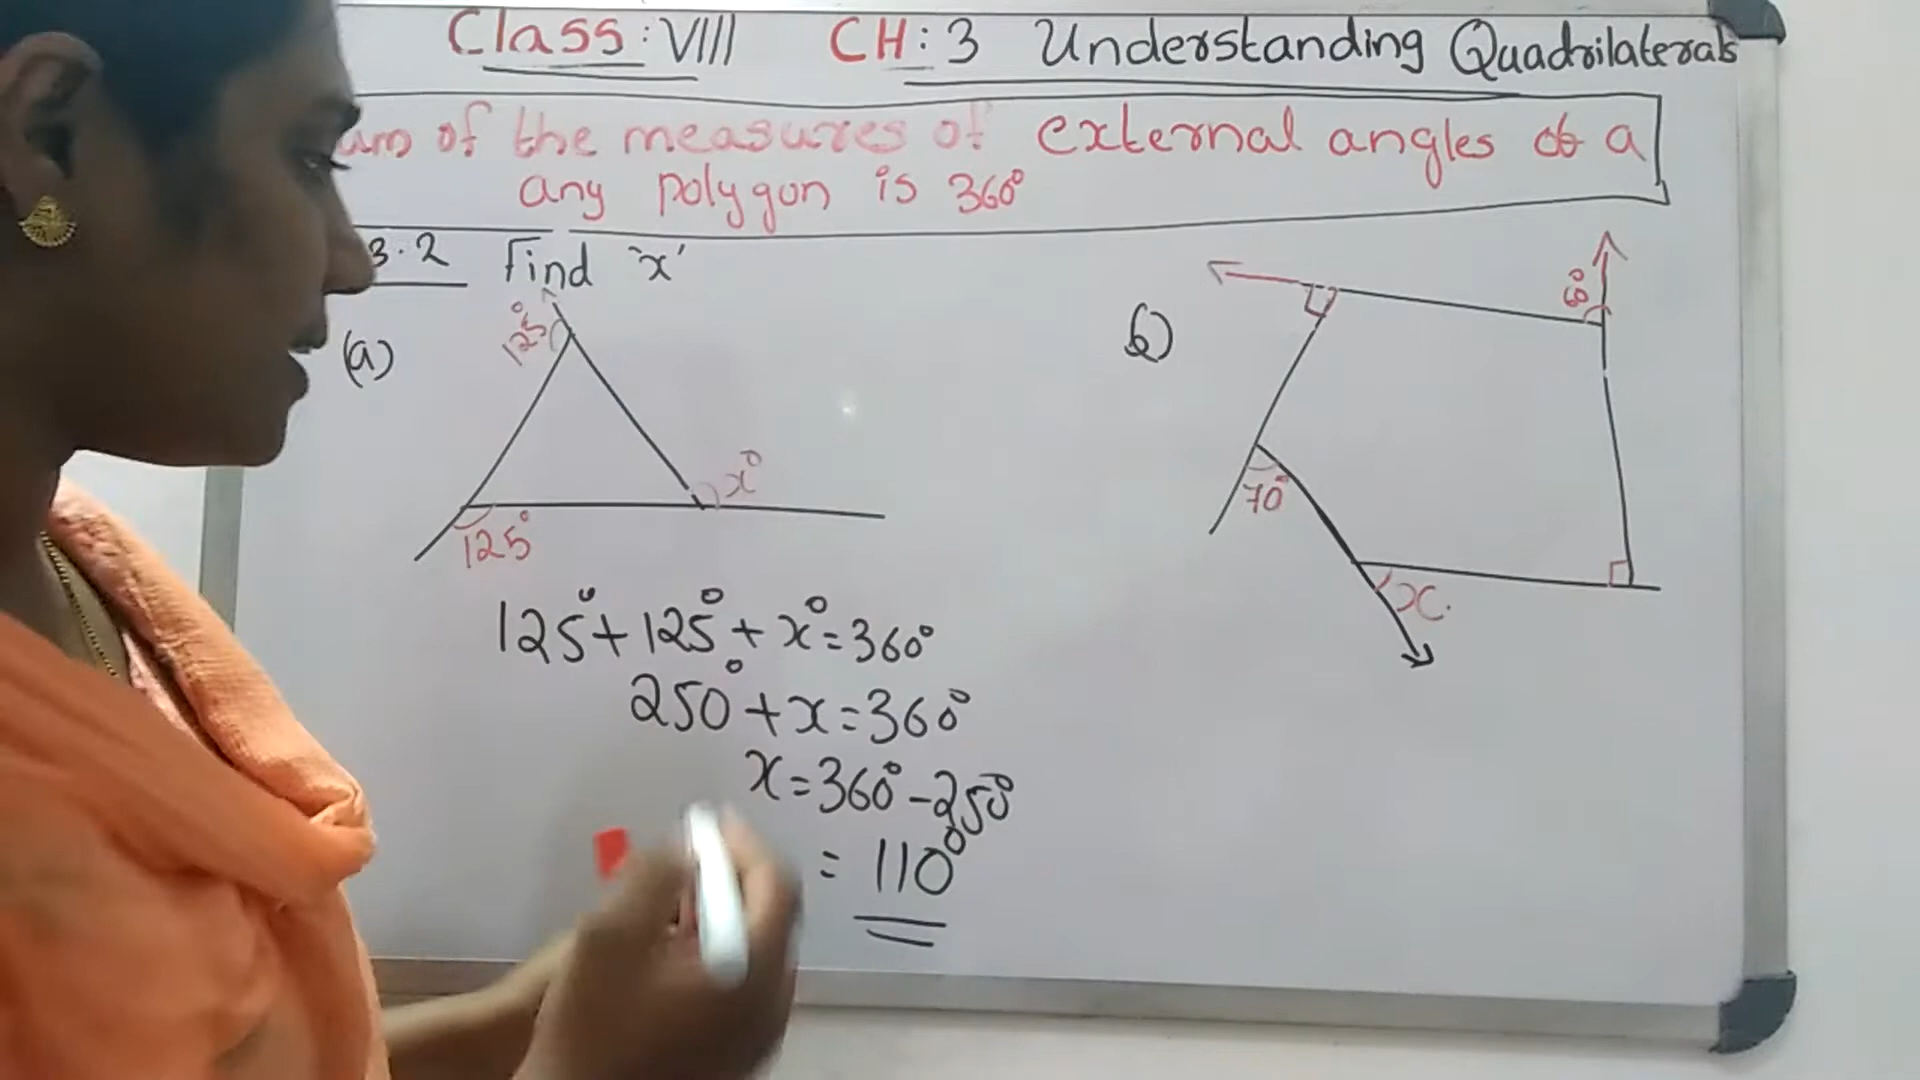 Class: VIII CH: 3 Understanding Quadrilaterals
of the measures of external angles of a
any polygon is 360°
3.2 Find 'x'
(a)
125°
x°
125°
125°+125°+x°=360°
250°+x=360°
x=360°-250°
=110°
b)
60°
70°
x.